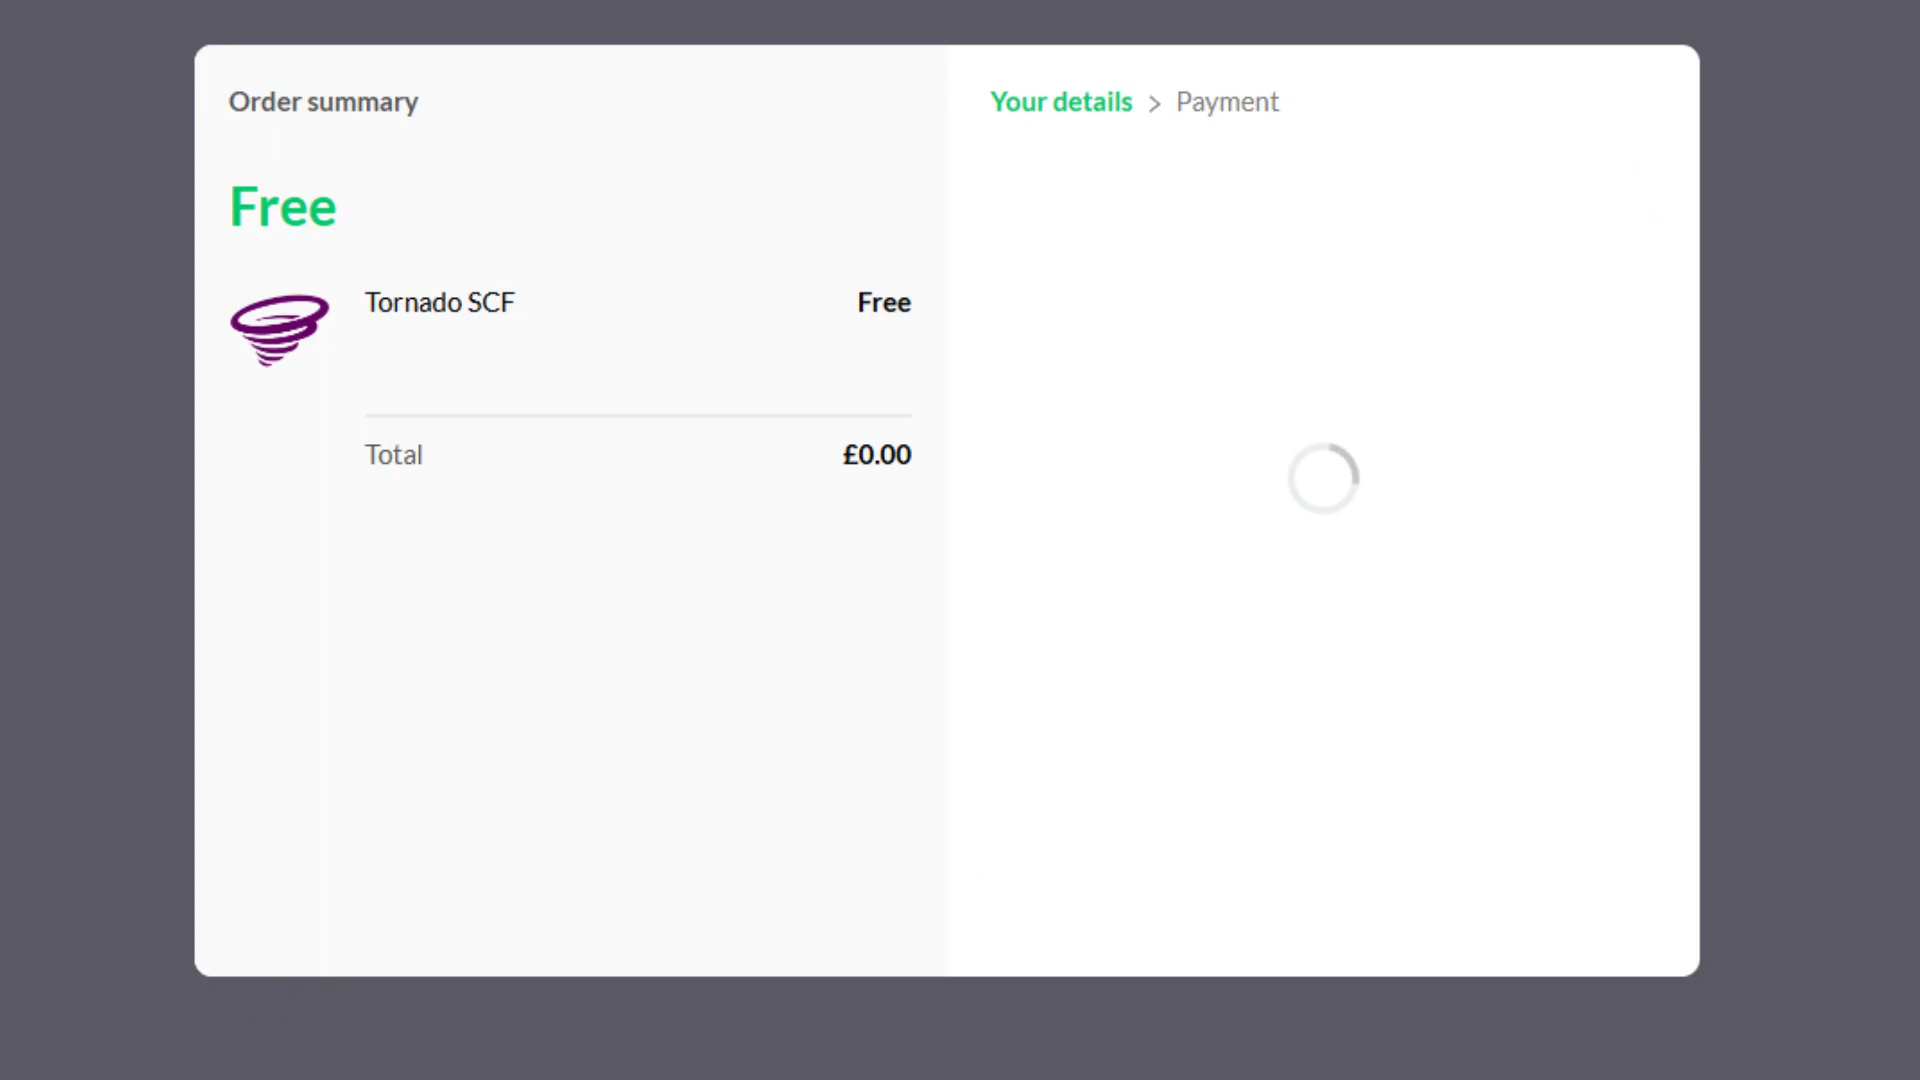 Order summary
Free
Tornado SCF Free
Total £0.00
Your details > Payment